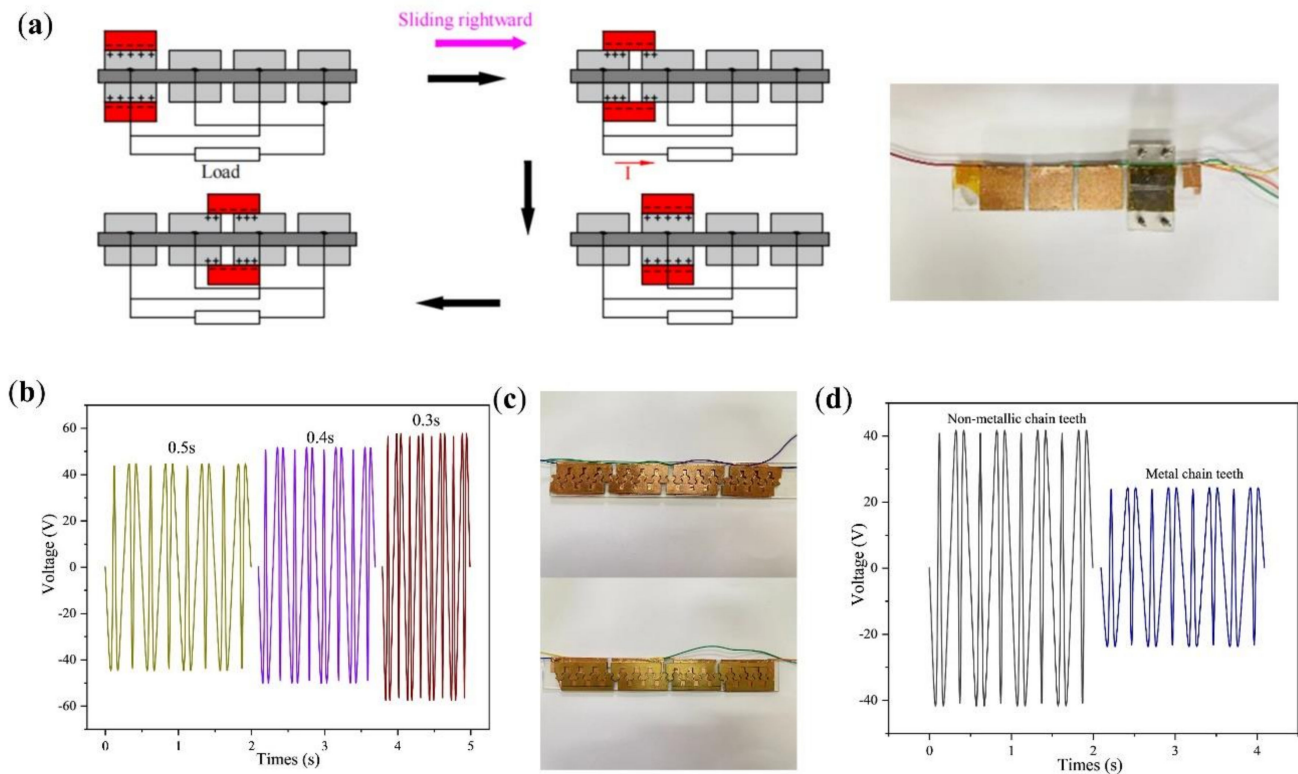 (a)
Sliding rightward
+ + + + +
- - - - -
+++ ++
Load
I
++ +++
+ + + + +
(b)
(c)
(d)
0.5s
0.4s
0.3s
60
40
20
0
-20
-40
-60
Voltage (V)
0 1 2 3 4 5
Times (s)
Non-metallic chain teeth
Metal chain teeth
40
20
0
-20
-40
Voltage (V)
0 1 2 3 4
Times (s)